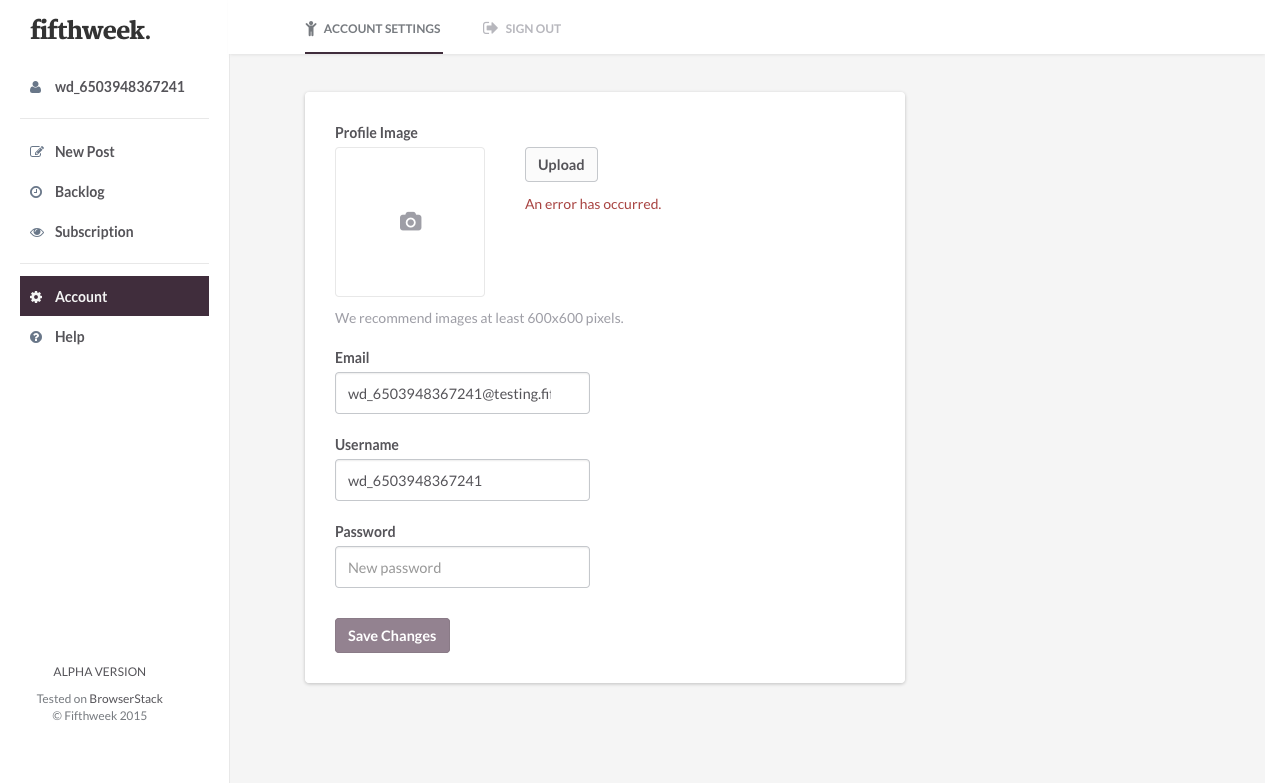 fifthweek.
ACCOUNT SETTINGS
SIGN OUT
wd_6503948367241
New Post
Backlog
Subscription
Account
Help
ALPHA VERSION
Tested on BrowserStack
© Fifthweek 2015
Profile Image
Upload
An error has occurred.
We recommend images at least 600x600 pixels.
Email
wd_6503948367241@testing.fi
Username
wd_6503948367241
Password
New password
Save Changes